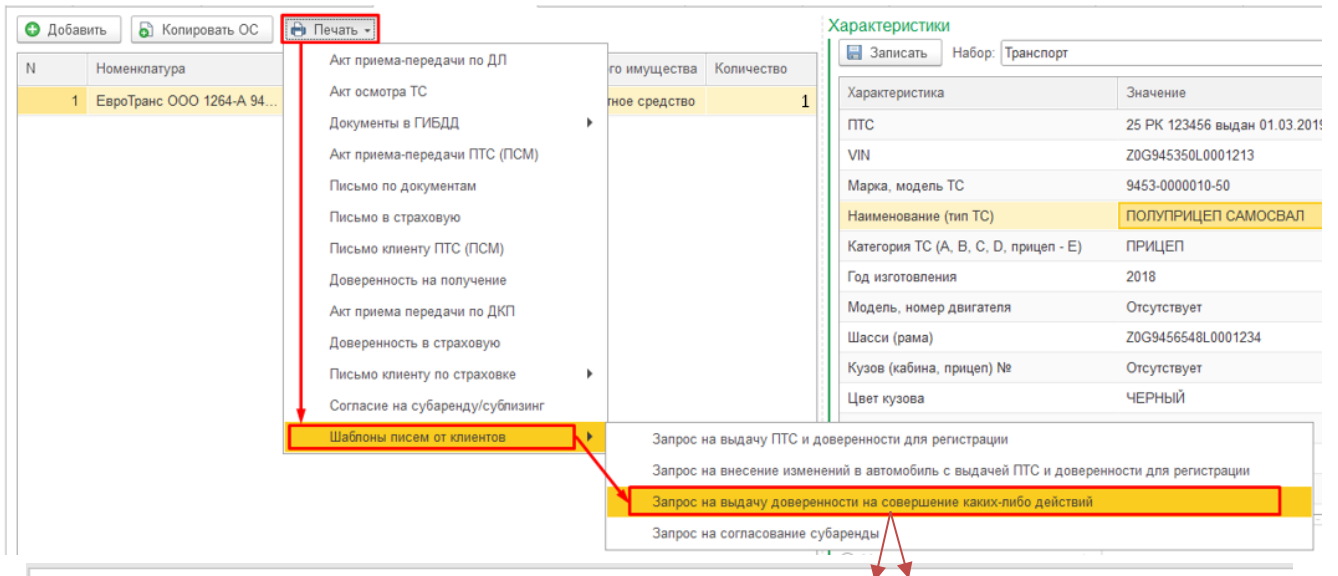 Добавить Копировать ОС Печать
N Номенклатура го имущества Количество
1 ЕвроТранс ООО 1264-А 94... тное средство 1
Акт приема-передачи по ДЛ
Акт осмотра ТС
Документы в ГИБДД
Акт приема-передачи ПТС (ПСМ)
Письмо по документам
Письмо в страховую
Письмо клиенту ПТС (ПСМ)
Доверенность на получение
Акт приема передачи по ДКП
Доверенность в страховую
Письмо клиенту по страховке
Согласие на субаренду/сублизинг
Шаблоны писем от клиентов
Запрос на выдачу ПТС и доверенности для регистрации
Запрос на внесение изменений в автомобиль с выдачей ПТС и доверенности для регистрации
Запрос на выдачу доверенности на совершение каких-либо действий
Запрос на согласование субаренды
Характеристики
Записать Набор: Транспорт
Характеристика Значение
ПТС 25 РК 123456 выдан 01.03.2019
VIN Z0G945350L0001213
Марка, модель ТС 9453-0000010-50
Наименование (тип ТС) ПОЛУПРИЦЕП САМОСВАЛ
Категория ТС (A, B, C, D, прицеп - E) ПРИЦЕП
Год изготовления 2018
Модель, номер двигателя Отсутствует
Шасси (рама) Z0G9456548L0001234
Кузов (кабина, прицеп) № Отсутствует
Цвет кузова ЧЕРНЫЙ